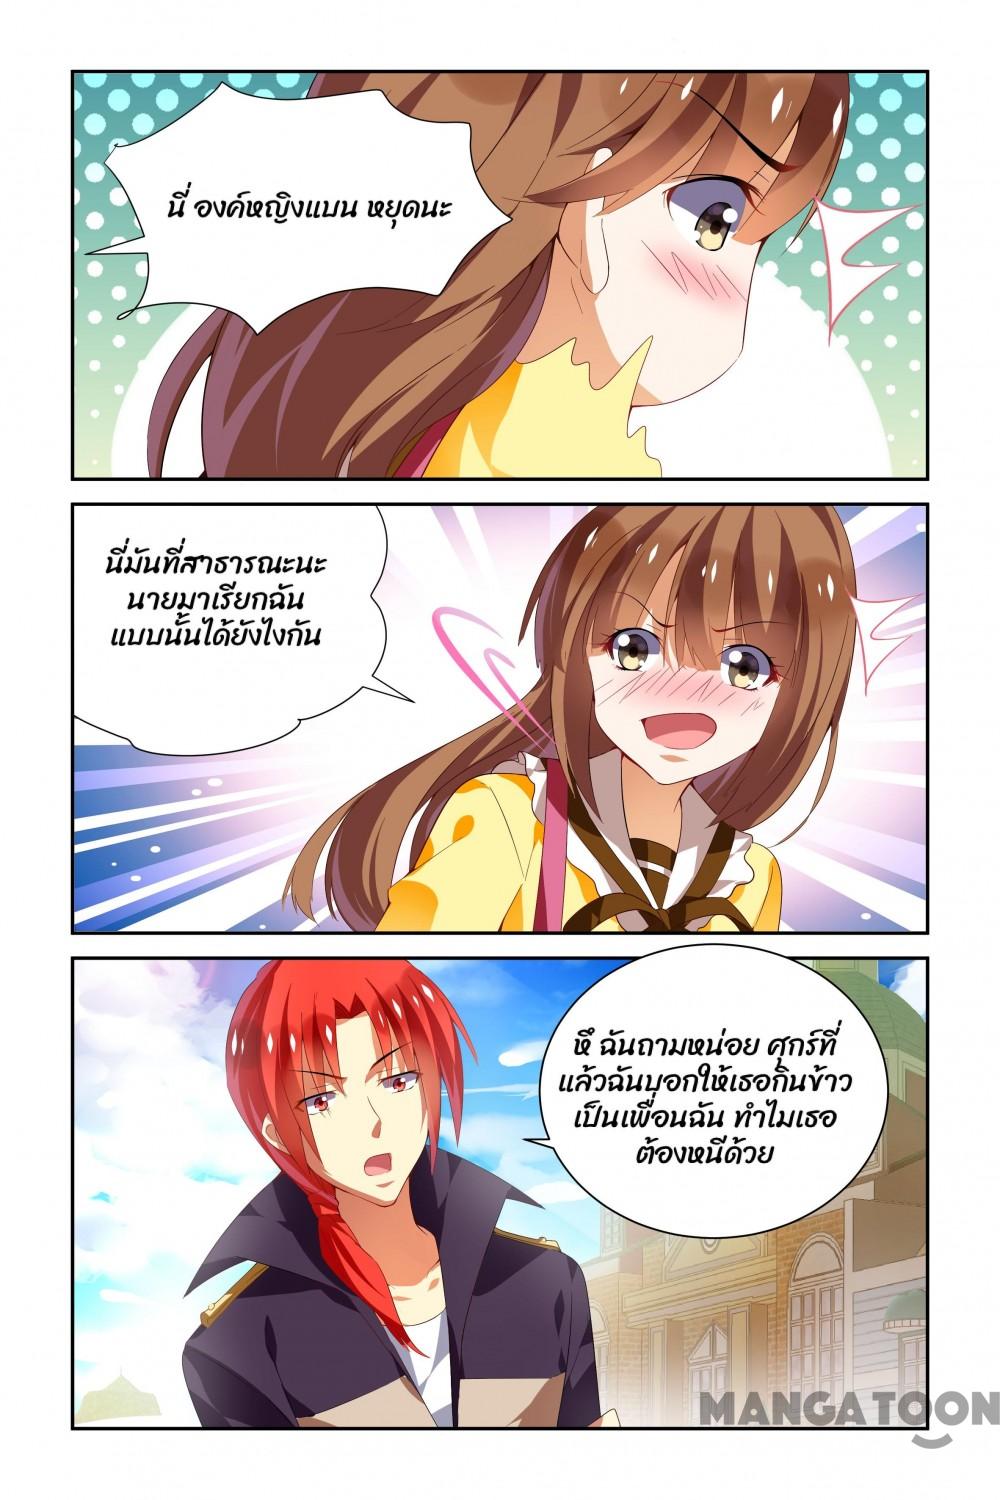 นี่ องค์หญิงแบน หยุดนะ
นี่มันที่สาธารณะนะ
นายมาเรียกฉัน
แบบนั้นได้ยังไงกัน
หึ ฉันถามหน่อย ศุกร์ที่
แล้วฉันบอกให้เธอกินข้าว
เป็นเพื่อนฉัน ทำไมเธอ
ต้องหนีด้วย
MANGATOON